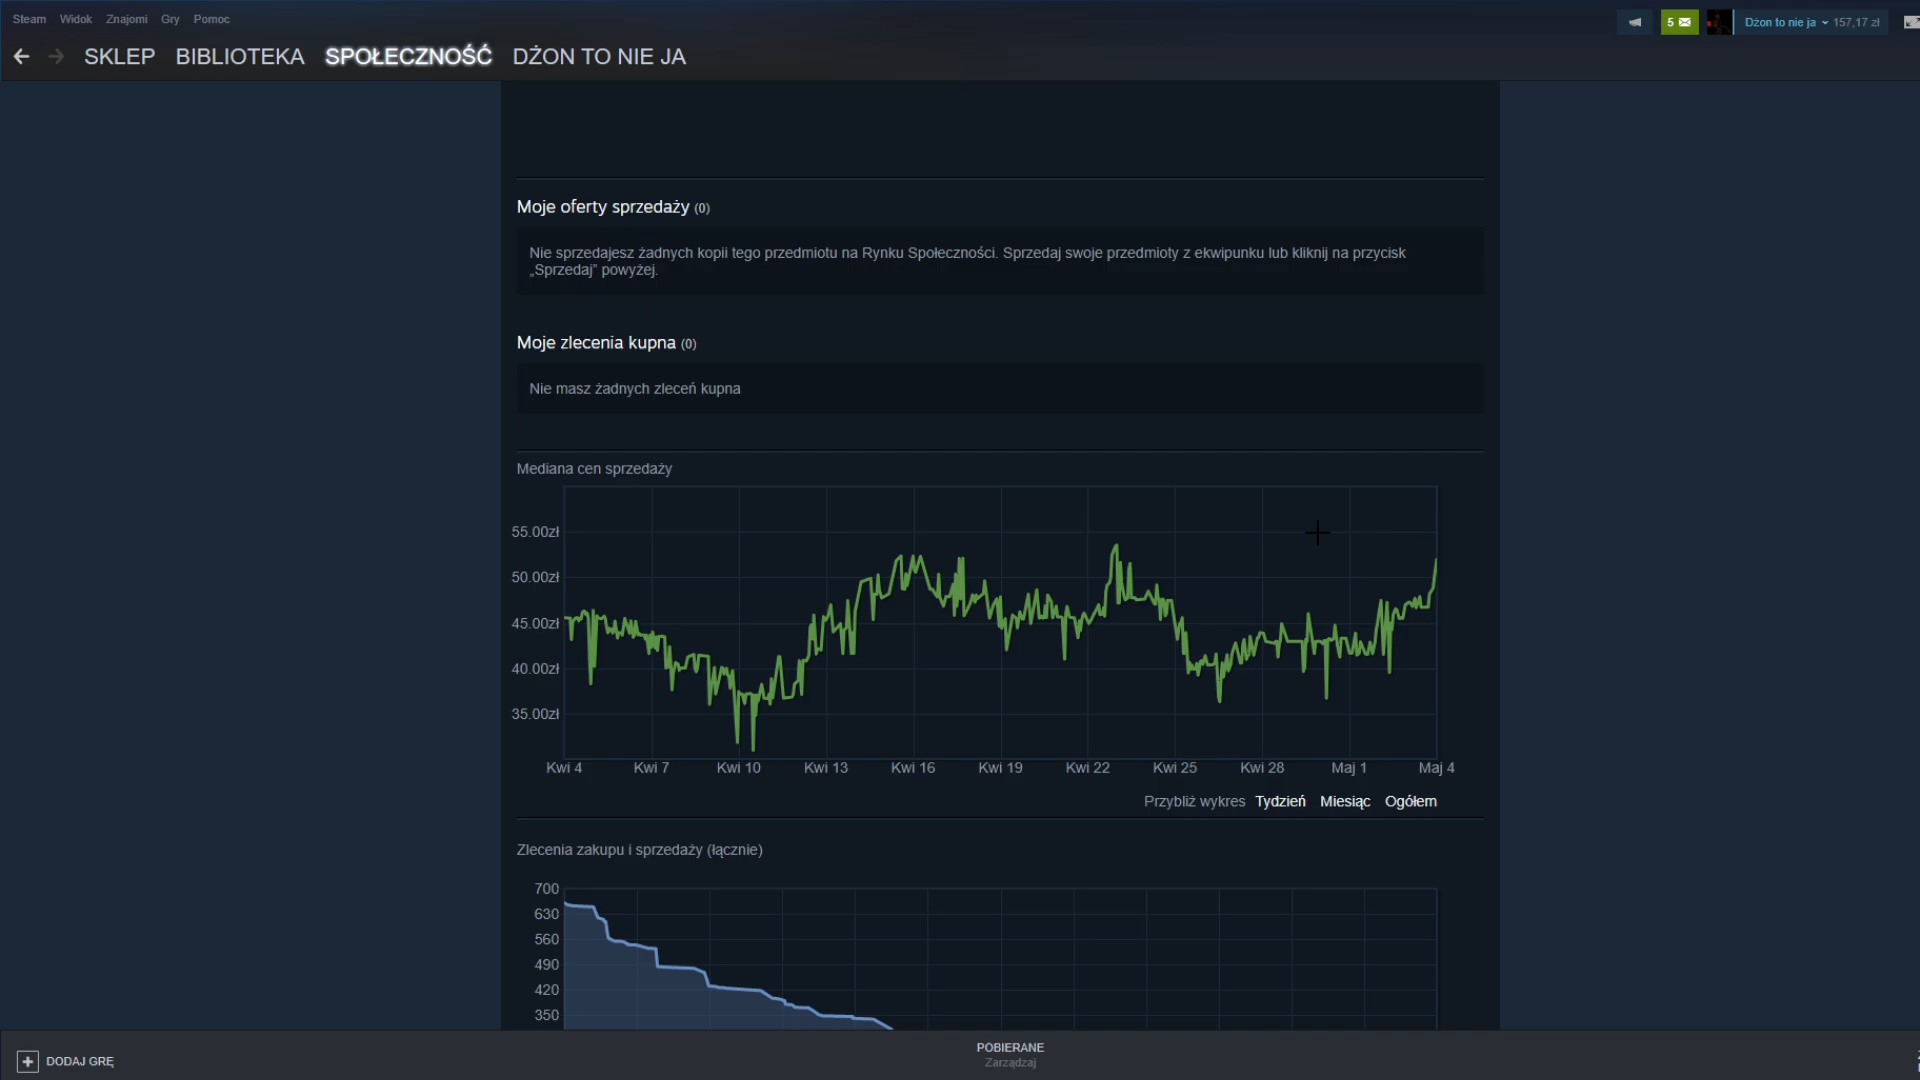 Steam Widok Znajomi Gry Pomoc
5 Dżon to nie ja 157,17 zł
SKLEP BIBLIOTEKA SPOŁECZNOŚĆ DŻON TO NIE JA
Moje oferty sprzedaży (0)
Nie sprzedajesz żadnych kopii tego przedmiotu na Rynku Społeczności. Sprzedaj swoje przedmioty z ekwipunku lub kliknij na przycisk
„Sprzedaj” powyżej.
Moje zlecenia kupna (0)
Nie masz żadnych zleceń kupna
Mediana cen sprzedaży
55.00zł
50.00zł
45.00zł
40.00zł
35.00zł
Kwi 4 Kwi 7 Kwi 10 Kwi 13 Kwi 16 Kwi 19 Kwi 22 Kwi 25 Kwi 28 Maj 1 Maj 4
Przybliż wykres Tydzień Miesiąc Ogółem
Zlecenia zakupu i sprzedaży (łącznie)
700
630
560
490
420
350
DODAJ GRĘ
POBIERANE
Zarządzaj